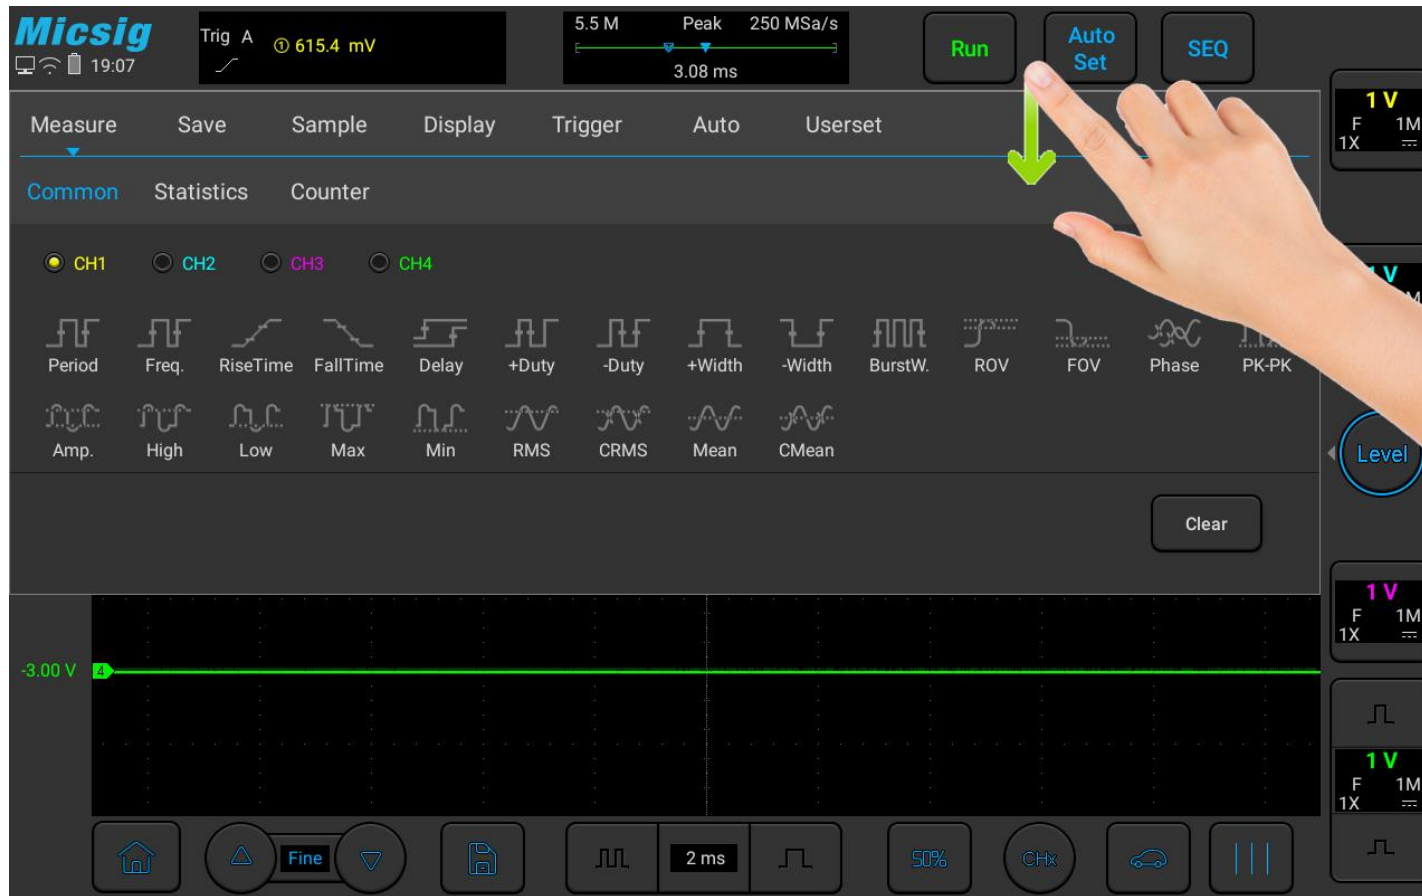 Micsig
19:07
Trig A ① 615.4 mV
5.5 M Peak 250 MSa/s
3.08 ms
Run
Auto
Set
SEQ
1 V
F 1M
1X
Measure Save Sample Display Trigger Auto Userset
Common Statistics Counter
CH1 CH2 CH3 CH4
V
Period Freq. RiseTime FallTime Delay +Duty -Duty +Width -Width BurstW. ROV FOV Phase PK-PK
Amp. High Low Max Min RMS CRMS Mean CMean
Level
Clear
1 V
F 1M
1X
-3.00 V 4
1 V
F 1M
1X
Fine 2 ms 50% CHx